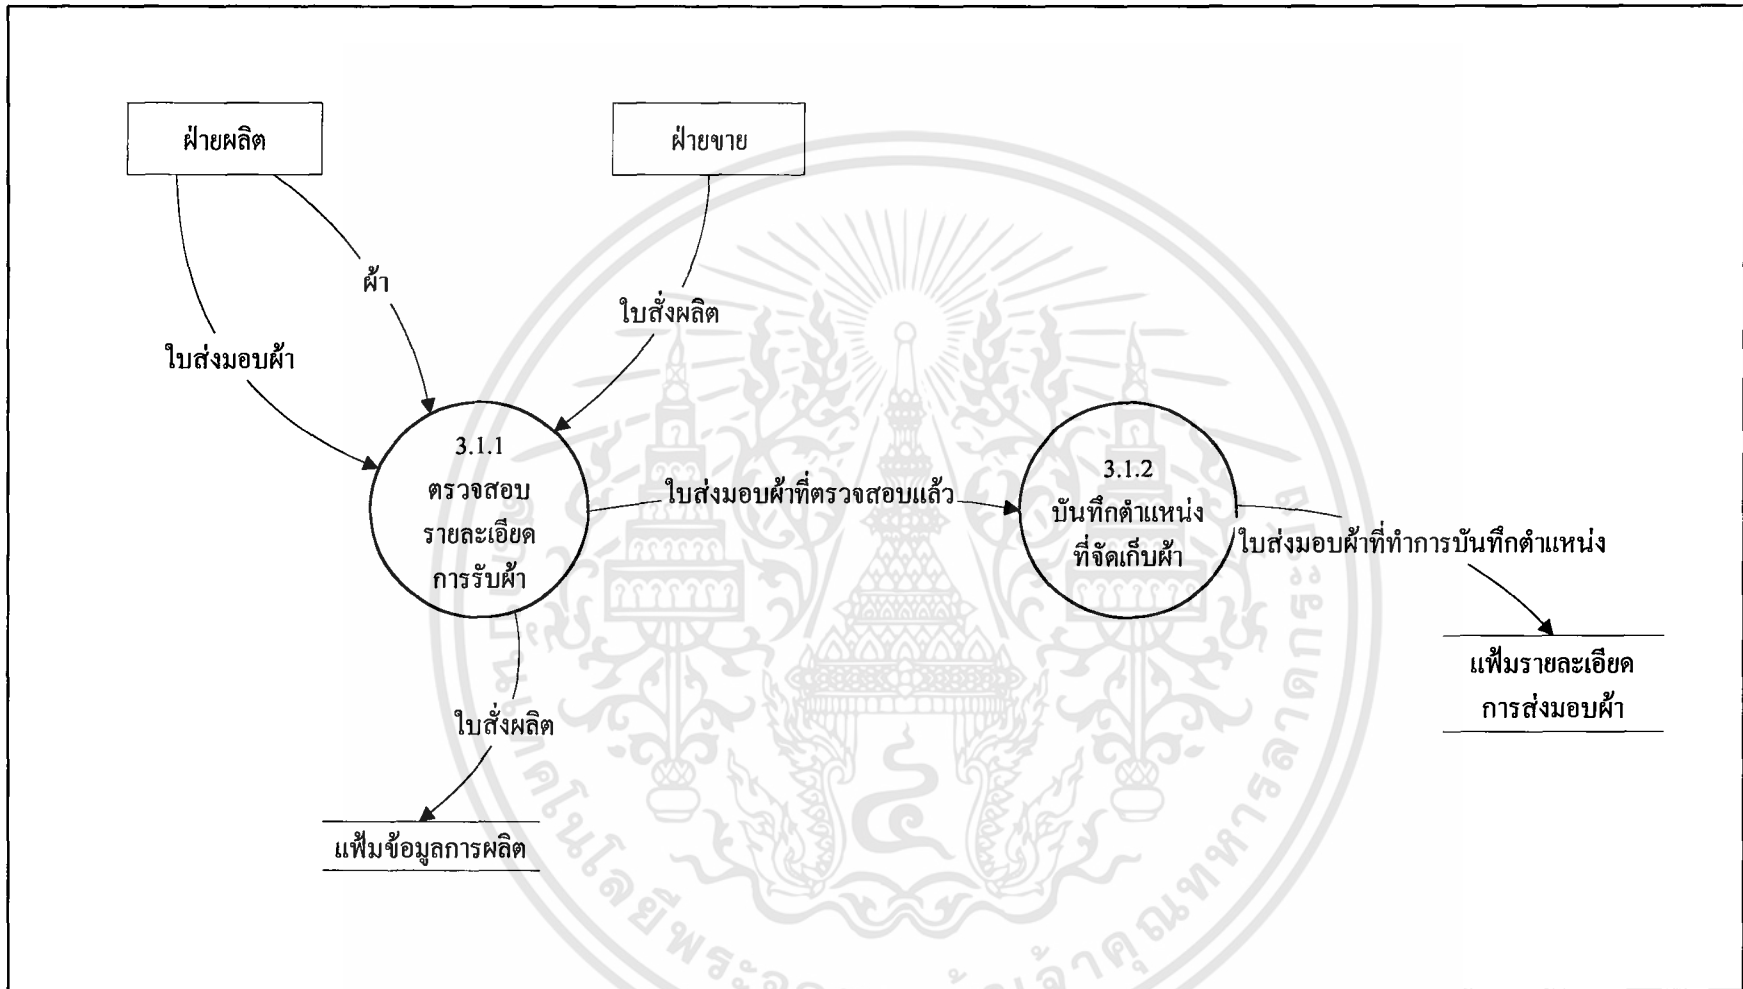 ฝ่ายผลิต
ฝ่ายขาย
ผ้า
ใบสั่งผลิต
ใบส่งมอบผ้า
3.1.1
ตรวจสอบ
รายละเอียด
การรับผ้า
ใบส่งมอบผ้าที่ตรวจสอบแล้ว
3.1.2
บันทึกตำแหน่ง
ที่จัดเก็บผ้า
ใบส่งมอบผ้าที่ทำการบันทึกตำแหน่ง
แฟ้มรายละเอียด
การส่งมอบผ้า
ใบสั่งผลิต
แฟ้มข้อมูลการผลิต